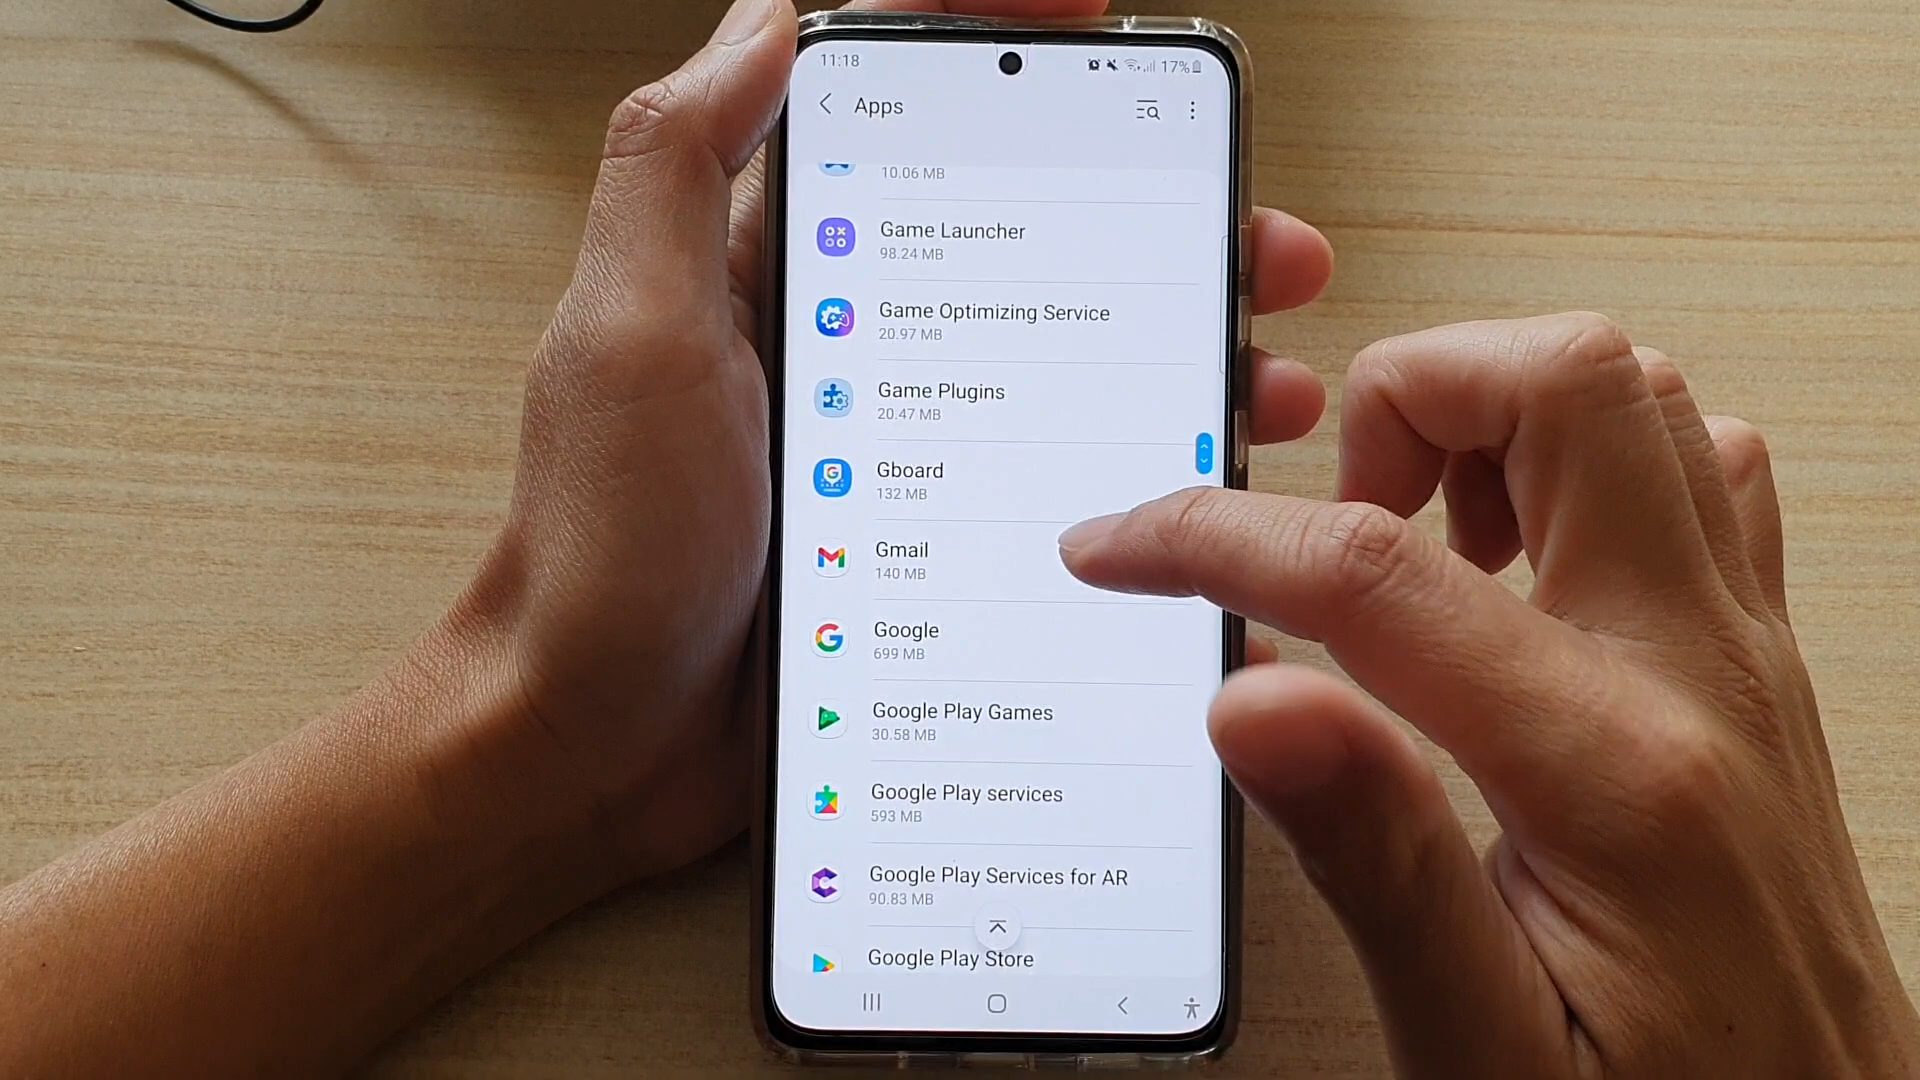 11:18
17%
Apps
10.06 MB
Game Launcher
98.24 MB
Game Optimizing Service
20.97 MB
Game Plugins
20.47 MB
Gboard
132 MB
Gmail
140 MB
Google
699 MB
Google Play Games
30.58 MB
Google Play services
593 MB
Google Play Services for AR
90.83 MB
Google Play Store